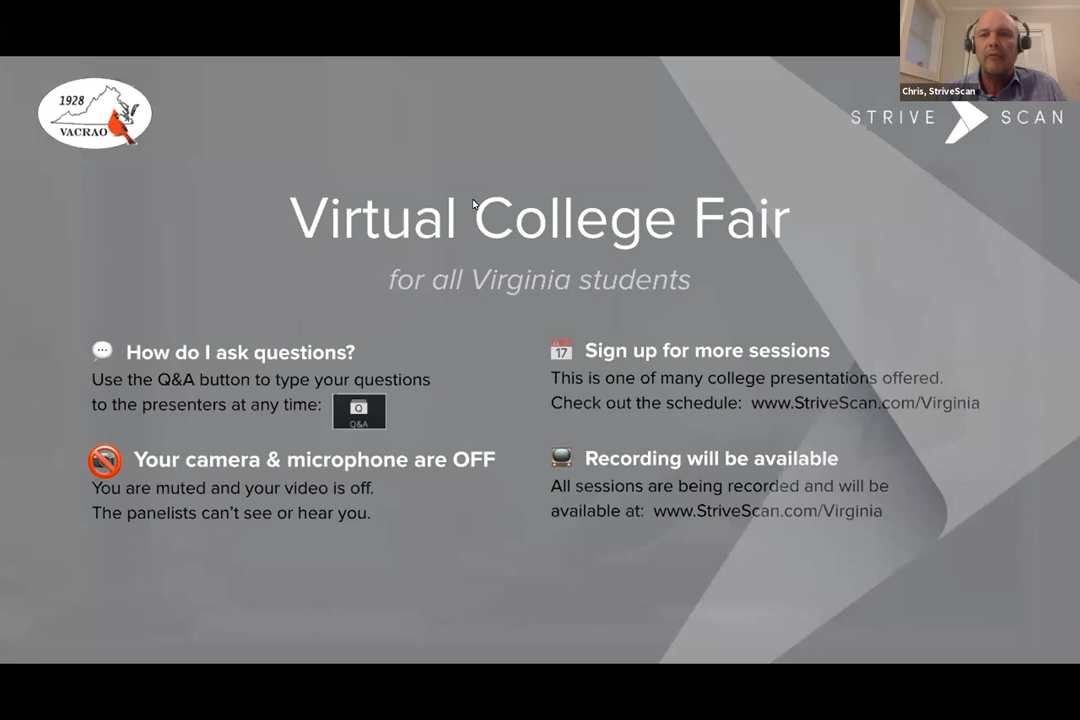 1928
VACRAO
Chris, StriveScan
STRIVE SCAN
Virtual College Fair
for all Virginia students
How do I ask questions?
Use the Q&A button to type your questions
to the presenters at any time:
Q
Q&A
Your camera & microphone are OFF
You are muted and your video is off.
The panelists can’t see or hear you.
17
Sign up for more sessions
This is one of many college presentations offered.
Check out the schedule: www.StriveScan.com/Virginia
Recording will be available
All sessions are being recorded and will be
available at: www.StriveScan.com/Virginia